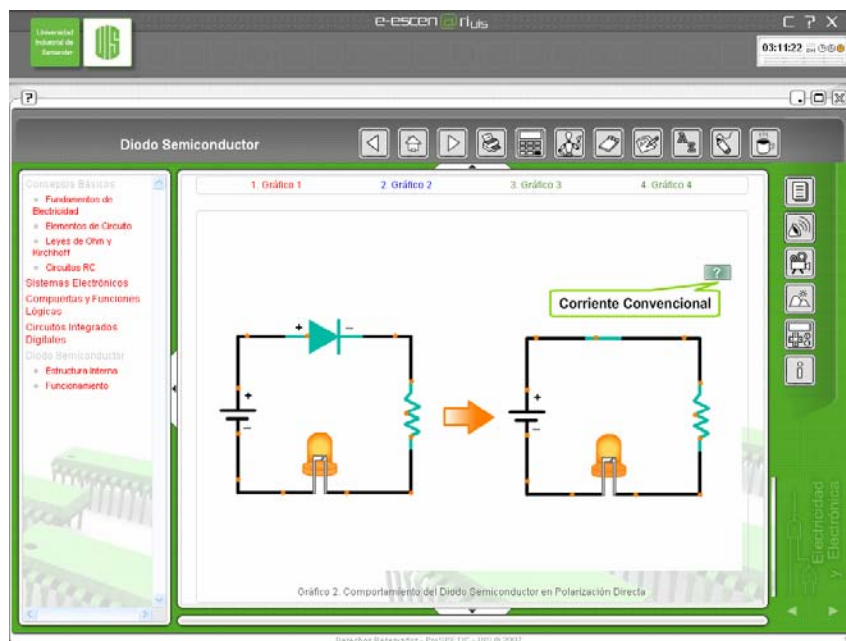 Universidad
Industrial de
Santander
e-escen@riuis
03:11:22
Diodo Semiconductor
Conceptos Básicos
Fundamentos de
Electricidad
Elementos de Circuito
Leyes de Ohm y
Kirchhoff
Circuitos RC
Sistemas Electrónicos
Compuertas y Funciones
Lógicas
Circuitos Integrados
Digitales
Diodo Semiconductor
Estructura Interna
Funcionamiento
1. Gráfico 1
2. Gráfico 2
3. Gráfico 3
4. Gráfico 4
?
Corriente Convencional
+ −
+
−
+
−
Gráfico 2. Comportamiento del Diodo Semiconductor en Polarización Directa
Electricidad
y Electrónica